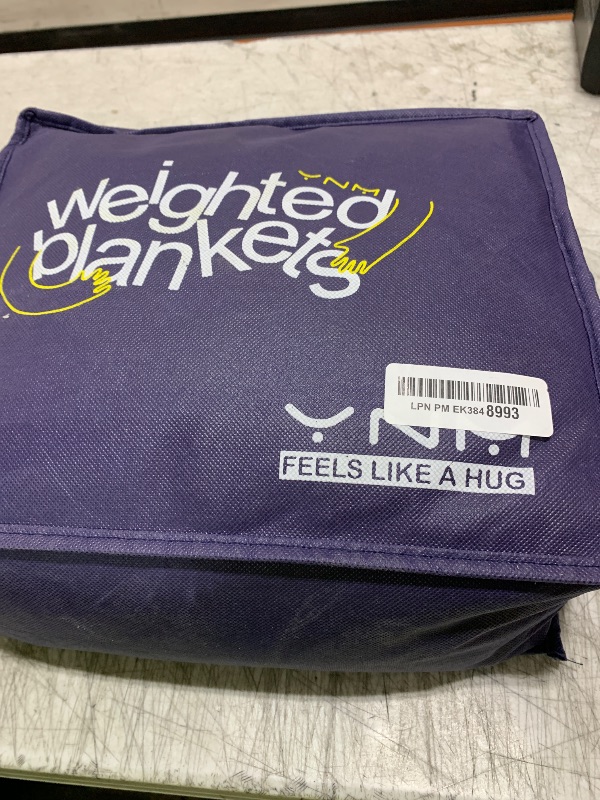 YNM
weighted
blankets
LPN PM EK3848993
YNM
FEELS LIKE A HUG